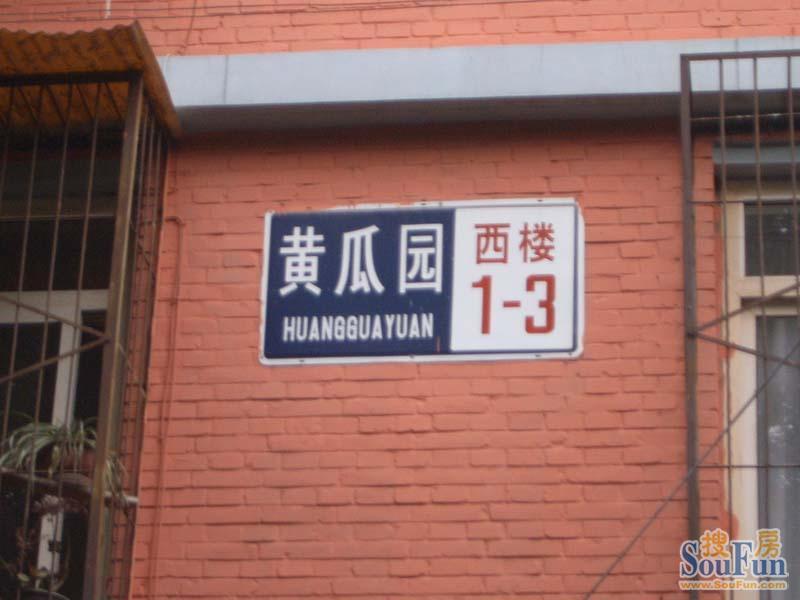 黄瓜园
HUANGGUAYUAN
西楼
1-3
搜房
SouFun
www.SouFun.com